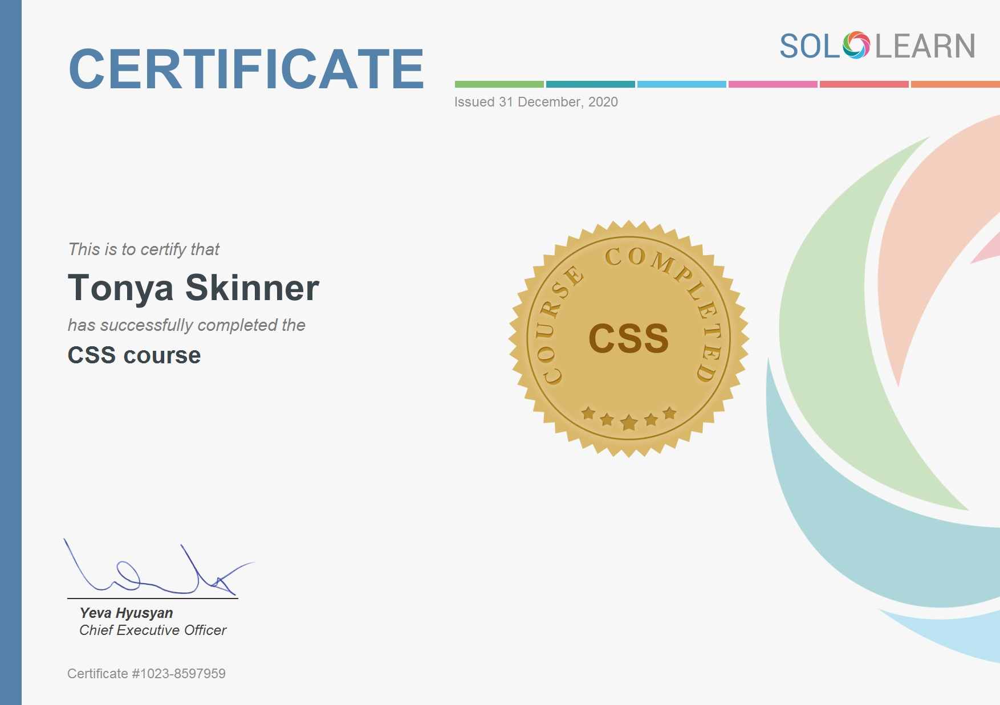 CERTIFICATE
SOLOLEARN
Issued 31 December, 2020
This is to certify that
Tonya Skinner
has successfully completed the
CSS course
COURSE COMPLETED
CSS
Yeva Hyusyan
Chief Executive Officer
Certificate #1023-8597959